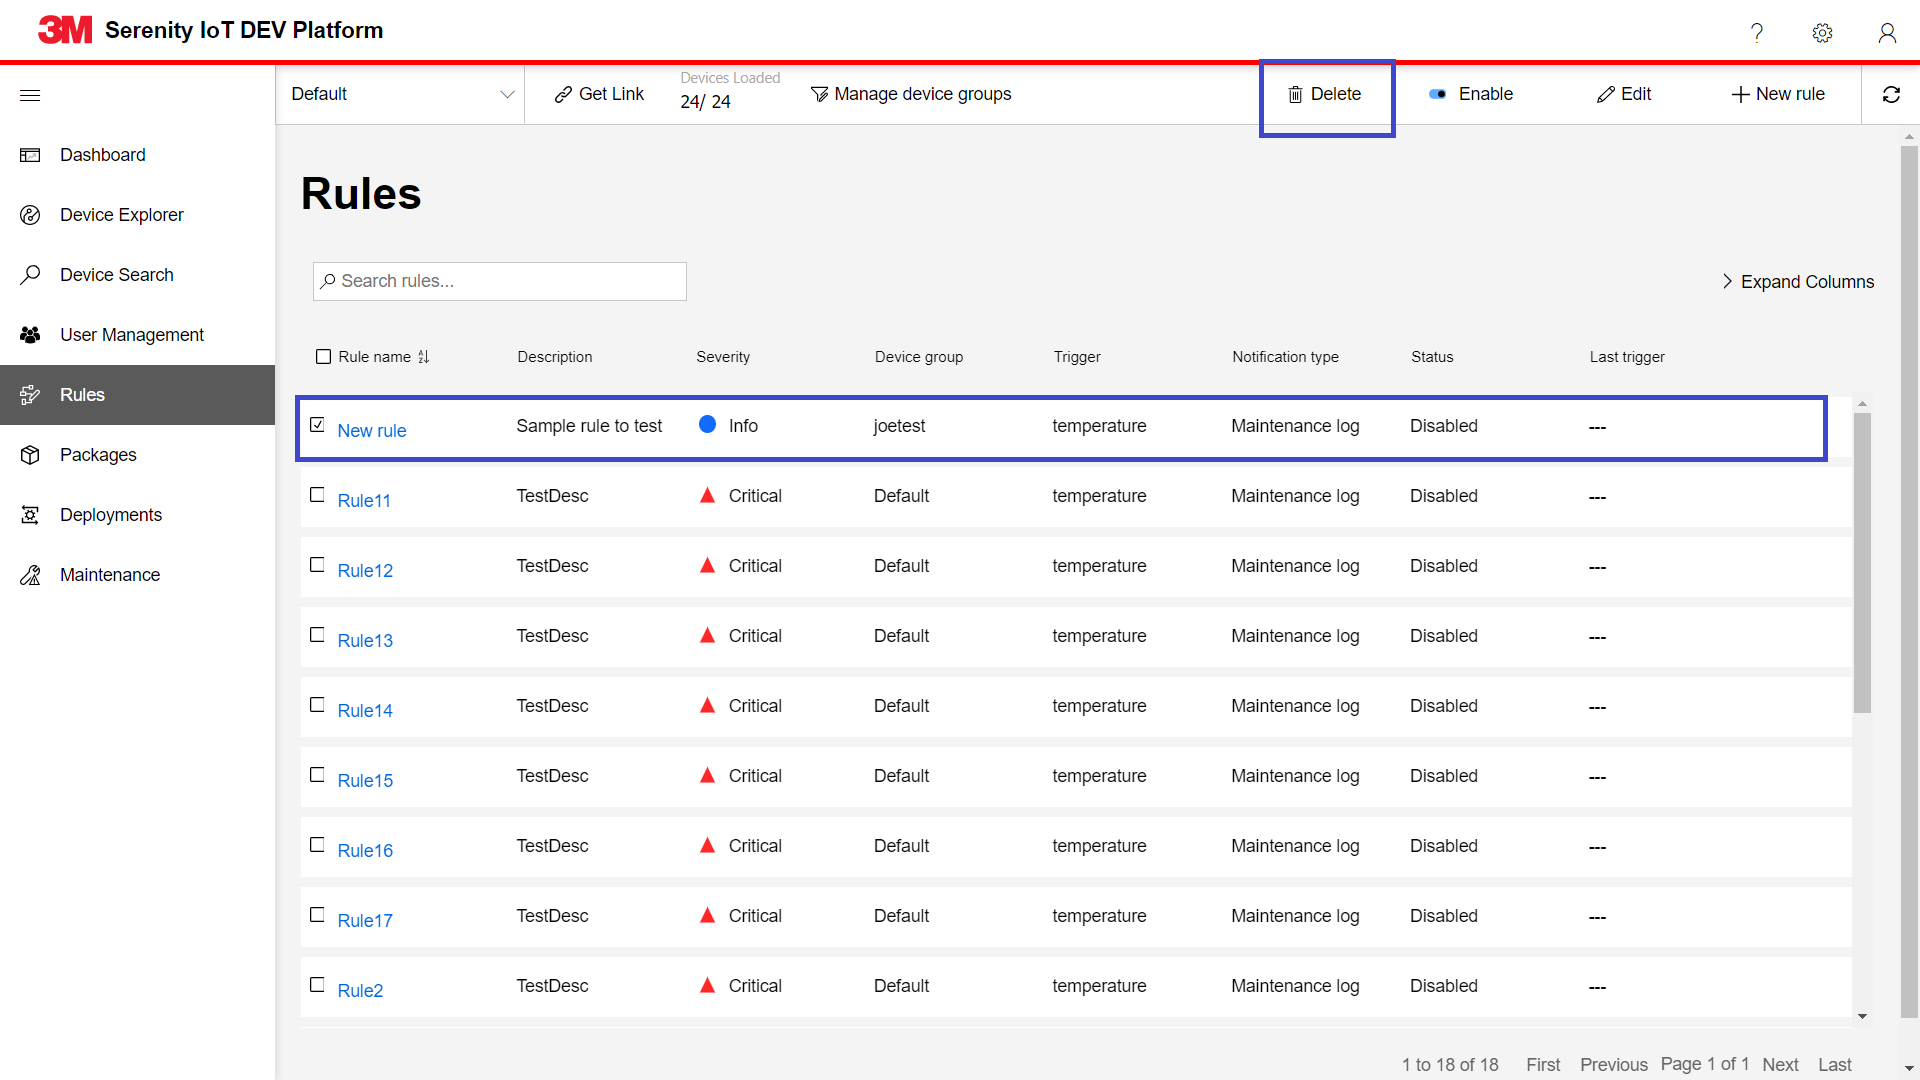 3M Serenity IoT DEV Platform
Default
Get Link
Devices Loaded
24/ 24
Manage device groups
Delete
Enable
Edit
New rule
Dashboard
Device Explorer
Device Search
User Management
Rules
Packages
Deployments
Maintenance
Rules
Search rules...
Expand Columns
Rule name Description Severity Device group Trigger Notification type Status Last trigger
New rule Sample rule to test Info joetest temperature Maintenance log Disabled ---
Rule11 TestDesc Critical Default temperature Maintenance log Disabled ---
Rule12 TestDesc Critical Default temperature Maintenance log Disabled ---
Rule13 TestDesc Critical Default temperature Maintenance log Disabled ---
Rule14 TestDesc Critical Default temperature Maintenance log Disabled ---
Rule15 TestDesc Critical Default temperature Maintenance log Disabled ---
Rule16 TestDesc Critical Default temperature Maintenance log Disabled ---
Rule17 TestDesc Critical Default temperature Maintenance log Disabled ---
Rule2 TestDesc Critical Default temperature Maintenance log Disabled ---
1 to 18 of 18 First Previous Page 1 of 1 Next Last